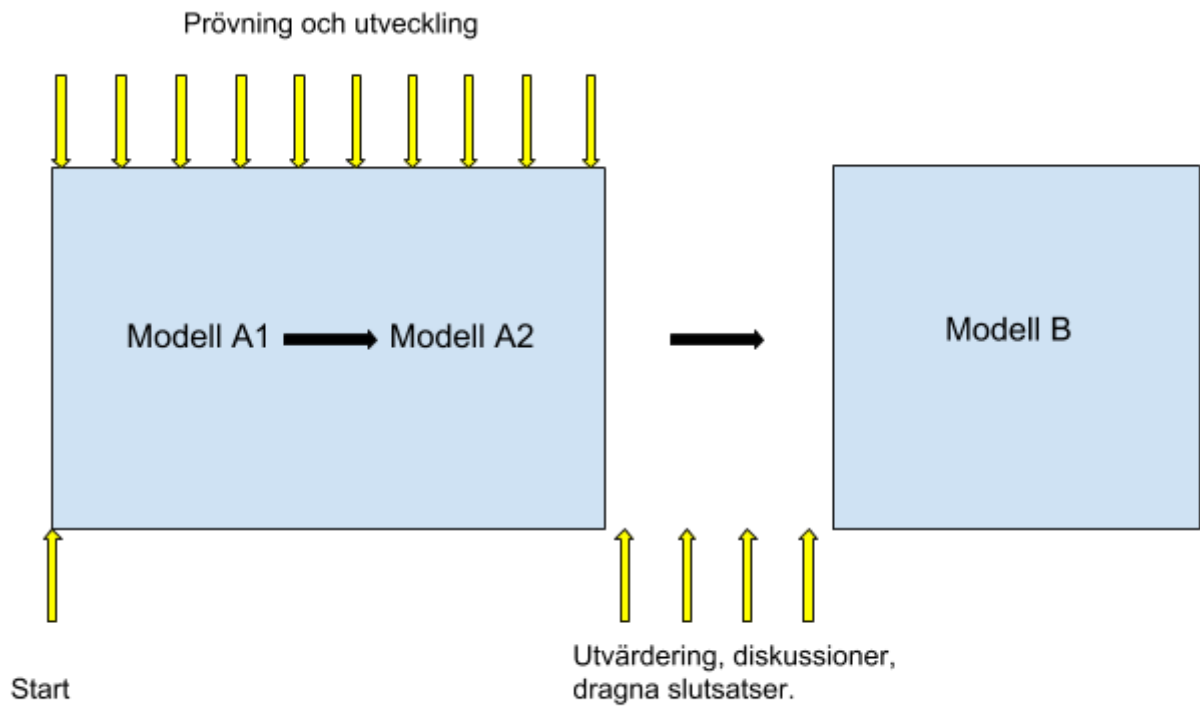 Prövning och utveckling
Modell A1
Modell A2
Modell B
Start
Utvärdering, diskussioner,
dragna slutsatser.